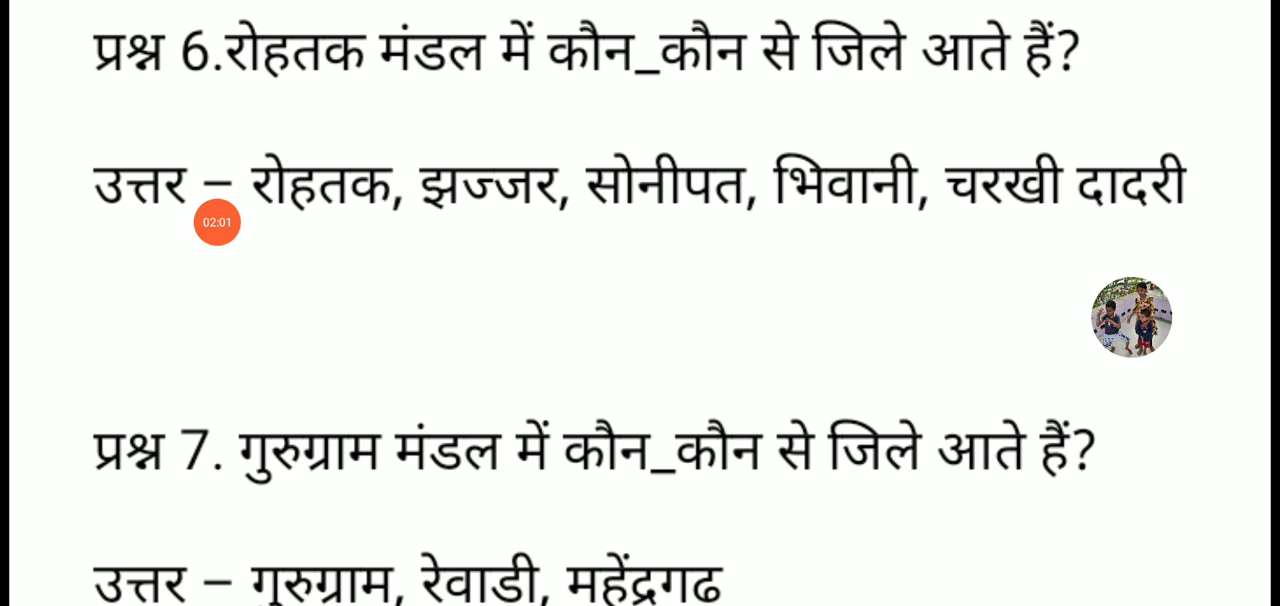 प्रश्न 6.रोहतक मंडल में कौन_कौन से जिले आते हैं?
उत्तर – रोहतक, झज्जर, सोनीपत, भिवानी, चरखी दादरी
02:01
प्रश्न 7. गुरुग्राम मंडल में कौन_कौन से जिले आते हैं?
उत्तर – गुरुग्राम, रेवाडी, महेंद्रगढ